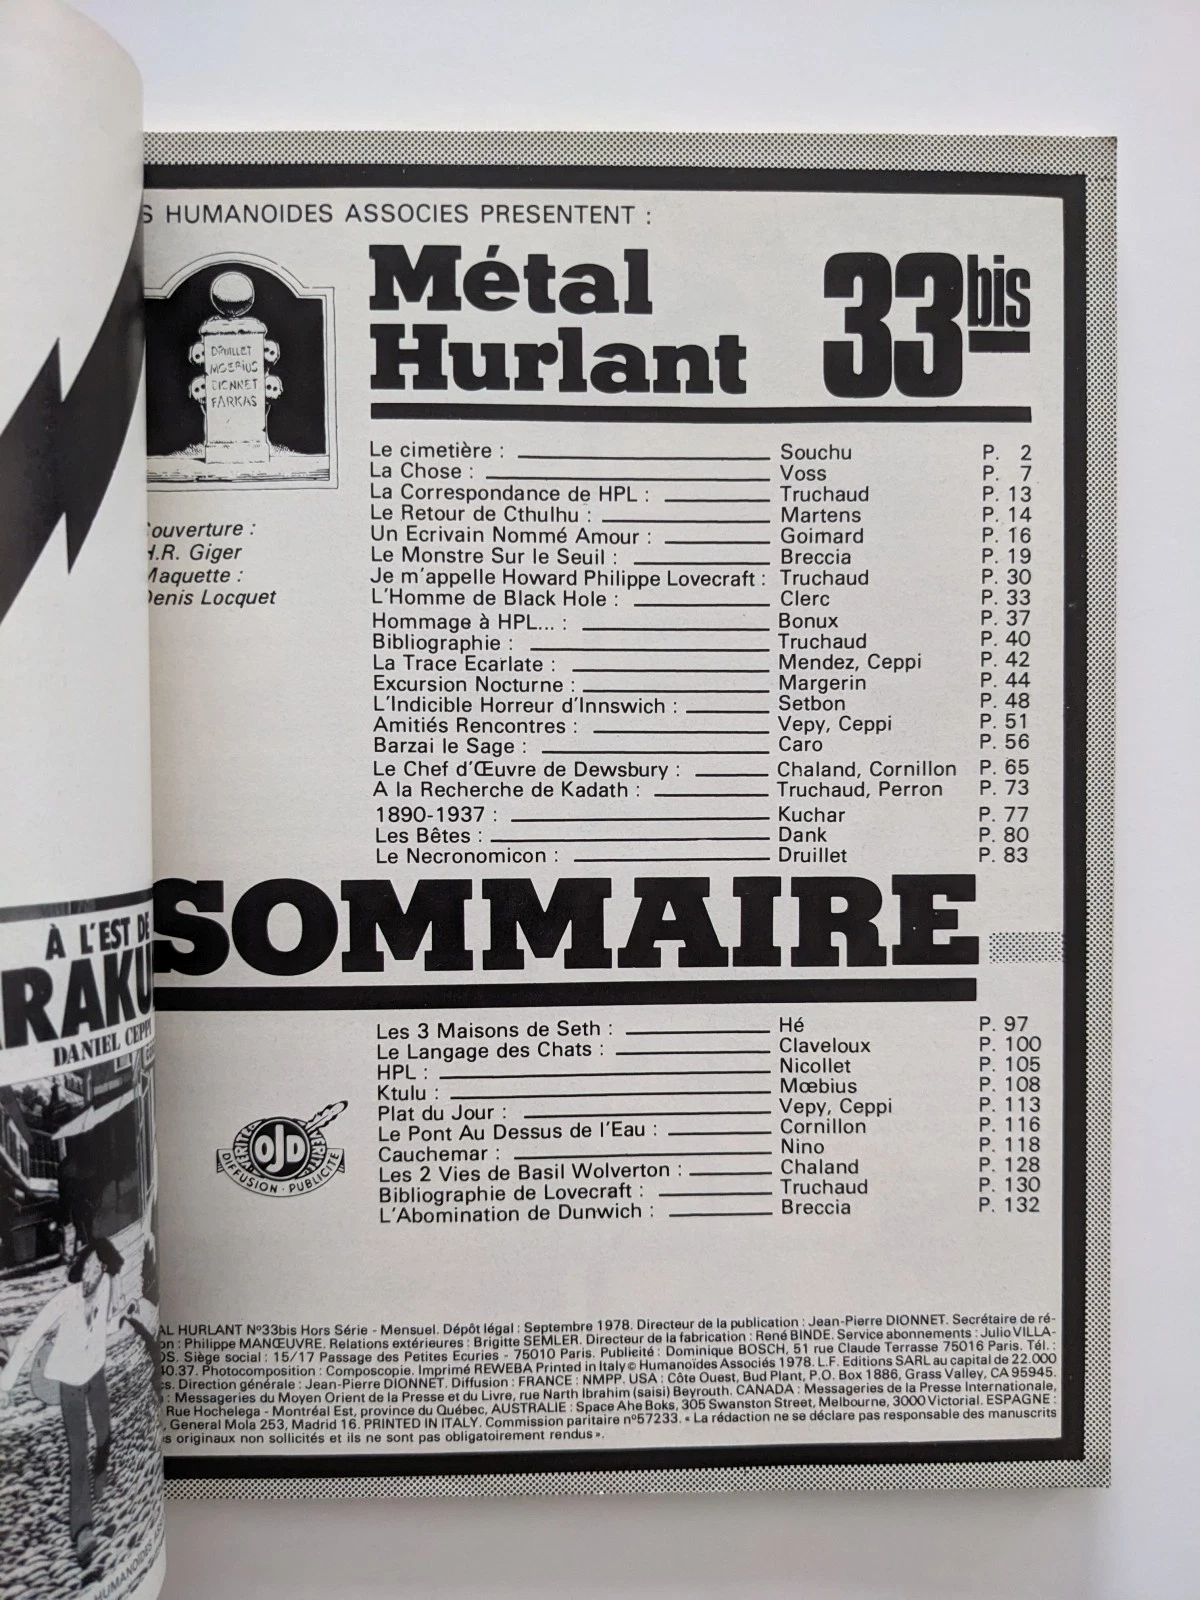 HUMANOIDES ASSOCIES PRESENTENT :
Métal
Hurlant
33 bis
DRUILLET
MOEBIUS
DIONNET
FARKAS
Couverture :
H.R. Giger
Maquette :
Denis Locquet
Le cimetière : Souchu P. 2
La Chose : Voss P. 7
La Correspondance de HPL : Truchaud P. 13
Le Retour de Cthulhu : Martens P. 14
Un Ecrivain Nommé Amour : Goimard P. 16
Le Monstre Sur le Seuil : Breccia P. 19
Je m'appelle Howard Philippe Lovecraft : Truchaud P. 30
L'Homme de Black Hole : Clerc P. 33
Hommage à HPL... : Bonux P. 37
Bibliographie : Truchaud P. 40
La Trace Ecarlate : Mendez, Ceppi P. 42
Excursion Nocturne : Margerin P. 44
L'Indicible Horreur d'Innswich : Setbon P. 48
Amitiés Rencontres : Vepy, Ceppi P. 51
Barzai le Sage : Caro P. 56
Le Chef d'Œuvre de Dewsbury : Chaland, Cornillon P. 65
A la Recherche de Kadath : Truchaud, Perron P. 73
1890-1937 : Kuchar P. 77
Les Bêtes : Dank P. 80
Le Necronomicon : Druillet P. 83
SOMMAIRE
Les 3 Maisons de Seth : Hé P. 97
Le Langage des Chats : Claveloux P. 100
HPL : Nicollet P. 105
Ktulu : Mœbius P. 108
Plat du Jour : Vepy, Ceppi P. 113
Le Pont Au Dessus de l'Eau : Cornillon P. 116
Cauchemar : Nino P. 118
Les 2 Vies de Basil Wolverton : Chaland P. 128
Bibliographie de Lovecraft : Truchaud P. 130
L'Abomination de Dunwich : Breccia P. 132
OJD
DIFFUSION · PUBLICITÉ
HURLANT N°33bis Hors Série - Mensuel. Dépôt légal : Septembre 1978. Directeur de la publication : Jean-Pierre DIONNET. Secrétaire de ré-
: Philippe MANŒUVRE. Relations extérieures : Brigitte SEMLER. Directeur de la fabrication : René BINDE. Service abonnements : Julio VILLA-
Siège social : 15/17 Passage des Petites Ecuries - 75010 Paris. Publicité : Dominique BOSCH, 51 rue Claude Terrasse 75016 Paris. Tél. :
40.37. Photocomposition : Composcopie. Imprimé REVEBA Printed in Italy © Humanoïdes Associés 1978. L.F. Editions SARL au capital de 22.000
Direction générale : Jean-Pierre DIONNET. Diffusion : FRANCE : NMPP. USA : Côte Ouest, Bud Plant, P.O. Box 1886, Grass Valley, CA 95945.
: Messageries du Moyen Orient de la Presse et du Livre, rue Narth Ibrahim (saisi) Beyrouth. CANADA : Messageries de la Presse Internationale,
Rue Hochelega - Montréal Est, province du Québec, AUSTRALIE : Space Ahe Boks, 305 Swanston Street, Melbourne, 3000 Victorial. ESPAGNE :
General Mola 253, Madrid 16. PRINTED IN ITALY. Commission paritaire n°57233. « La rédaction ne se déclare pas responsable des manuscrits
originaux non sollicités et ils ne sont pas obligatoirement rendus ».
À L'EST DE
RAKU
DANIEL CEPPI
HUMANOIDES